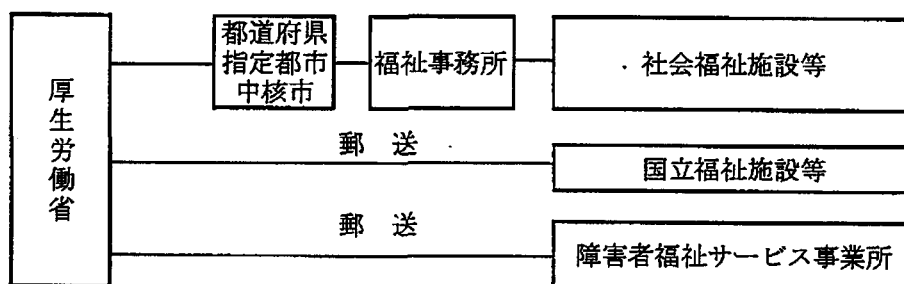 厚生労働省
都道府県
指定都市
中核市
福祉事務所
社会福祉施設等
郵送
国立福祉施設等
郵送
障害者福祉サービス事業所